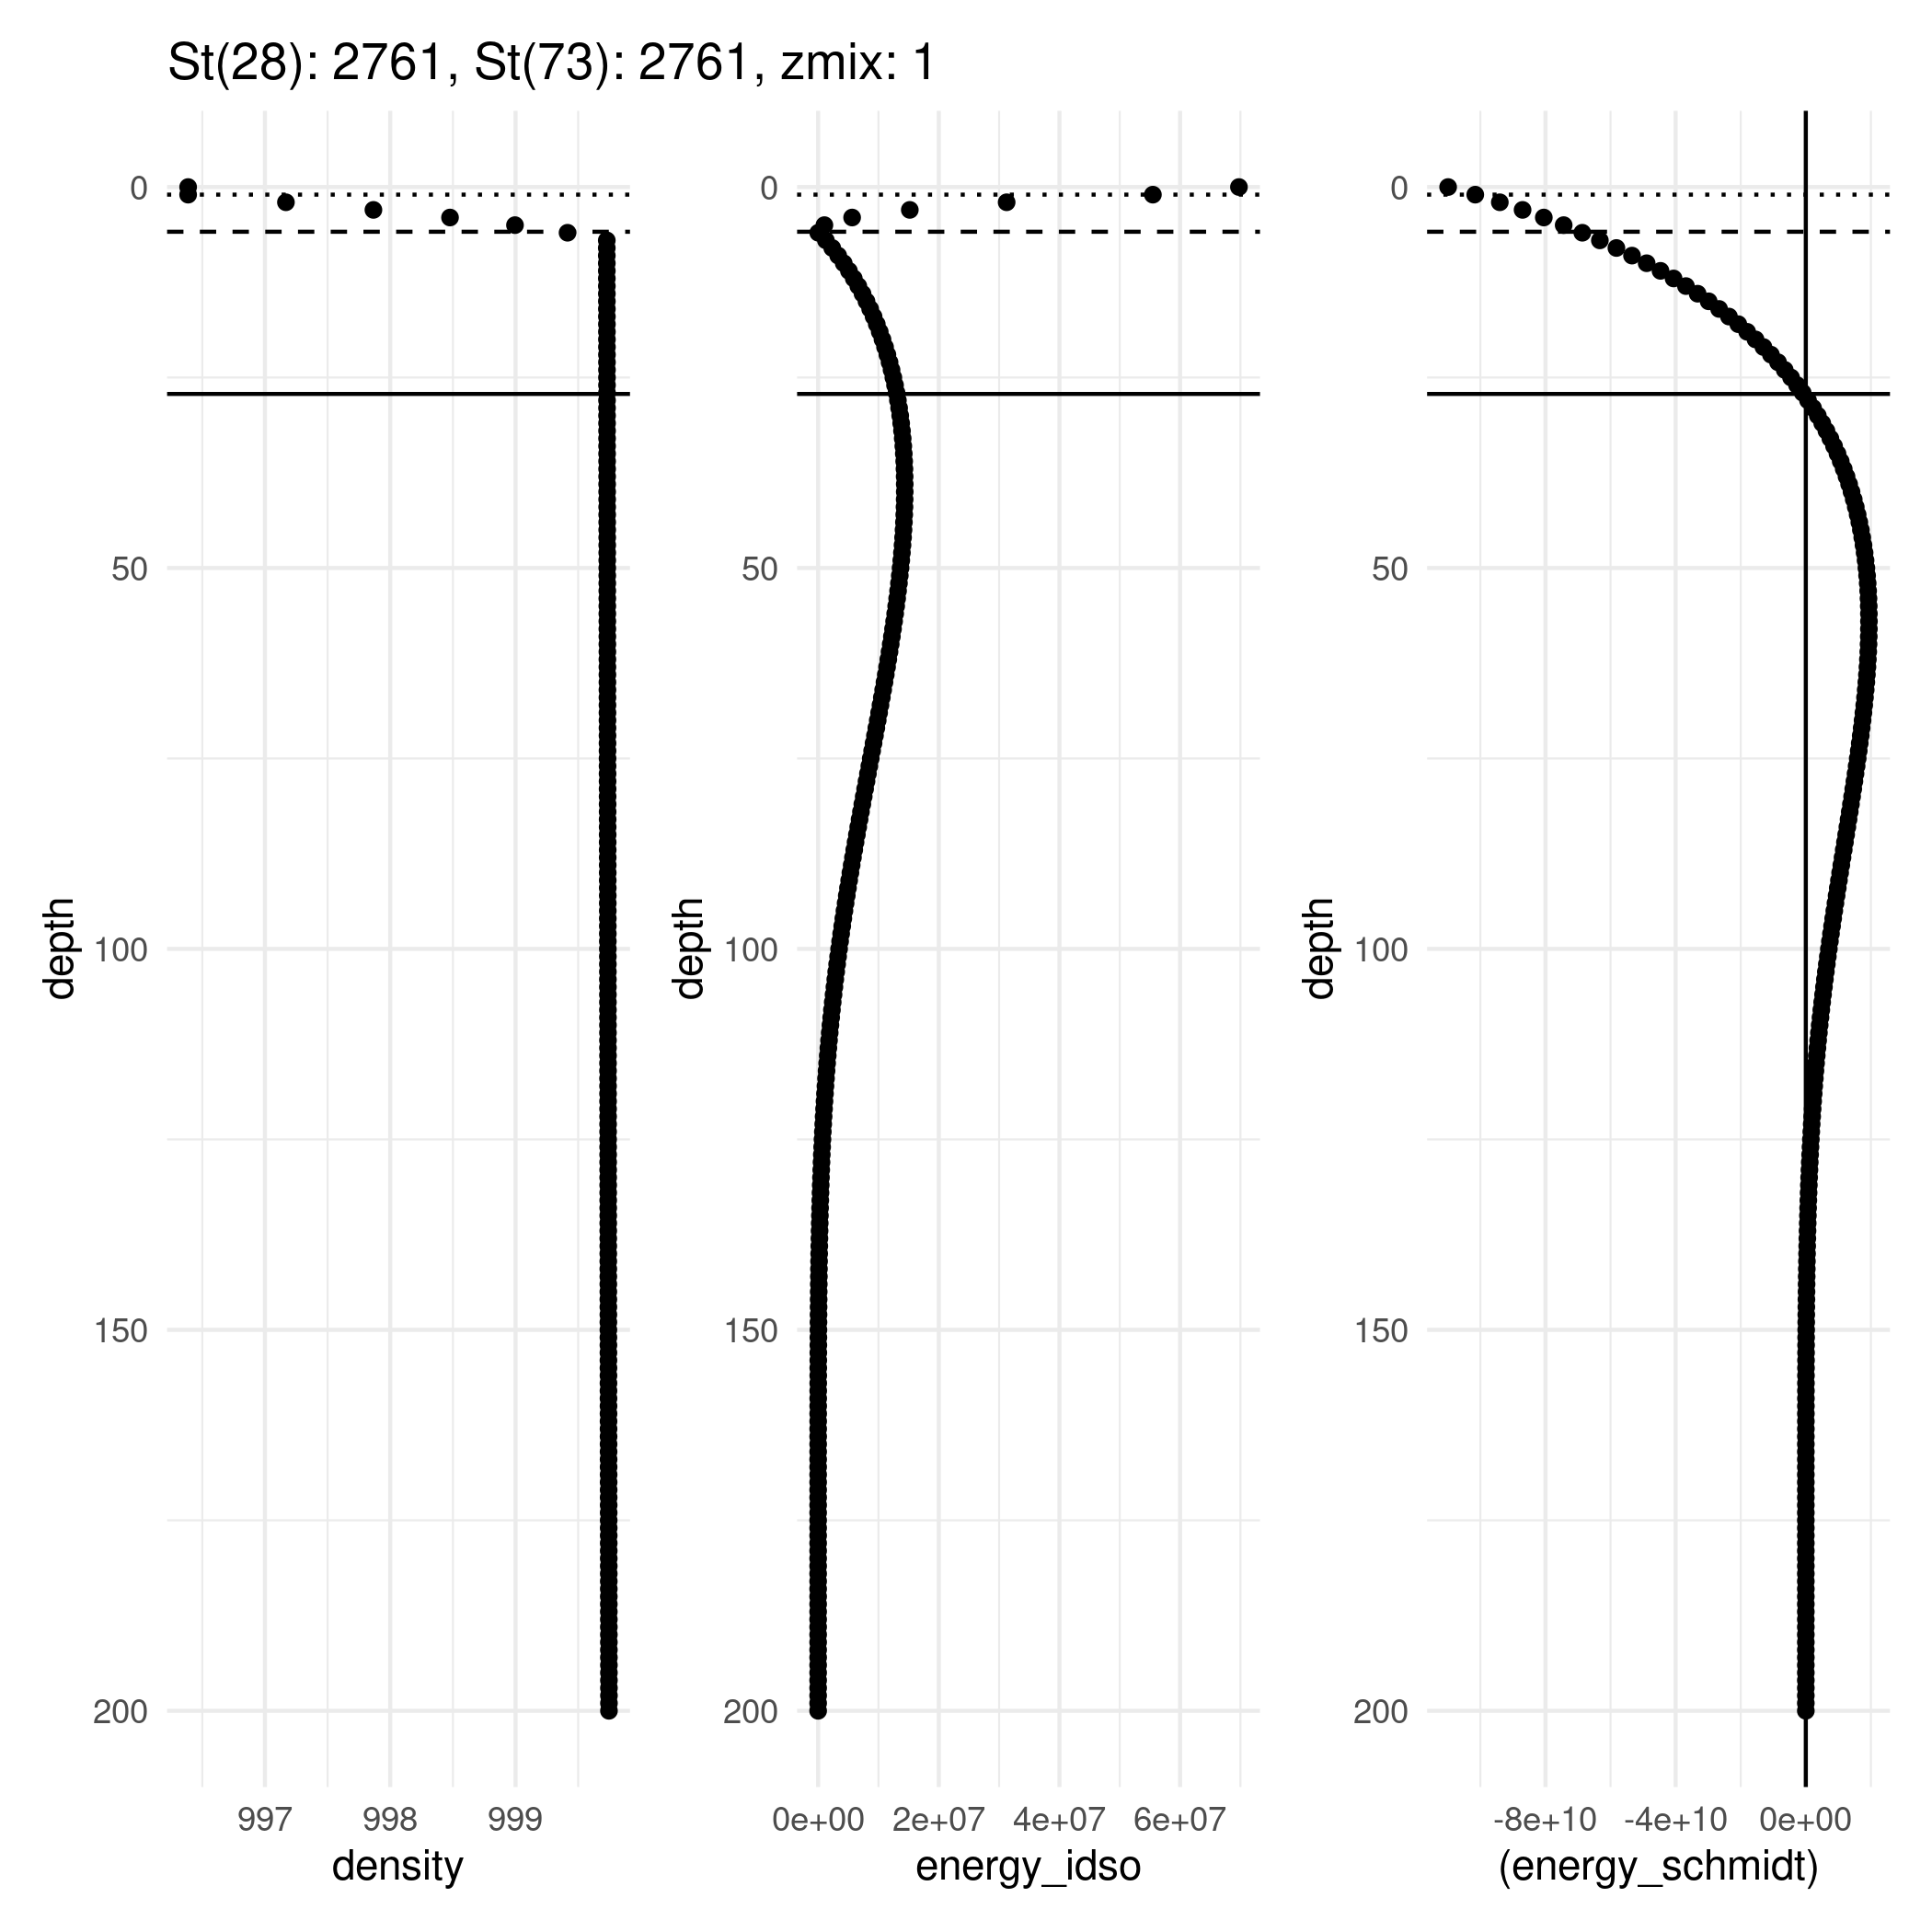 St(28): 2761, St(73): 2761, zmix: 1
0
50
100
150
200
depth
997 998 999
density
0
50
100
150
200
depth
0e+00 2e+07 4e+07 6e+07
energy_idso
0
50
100
150
200
depth
-8e+10 -4e+10 0e+00
(energy_schmidt)